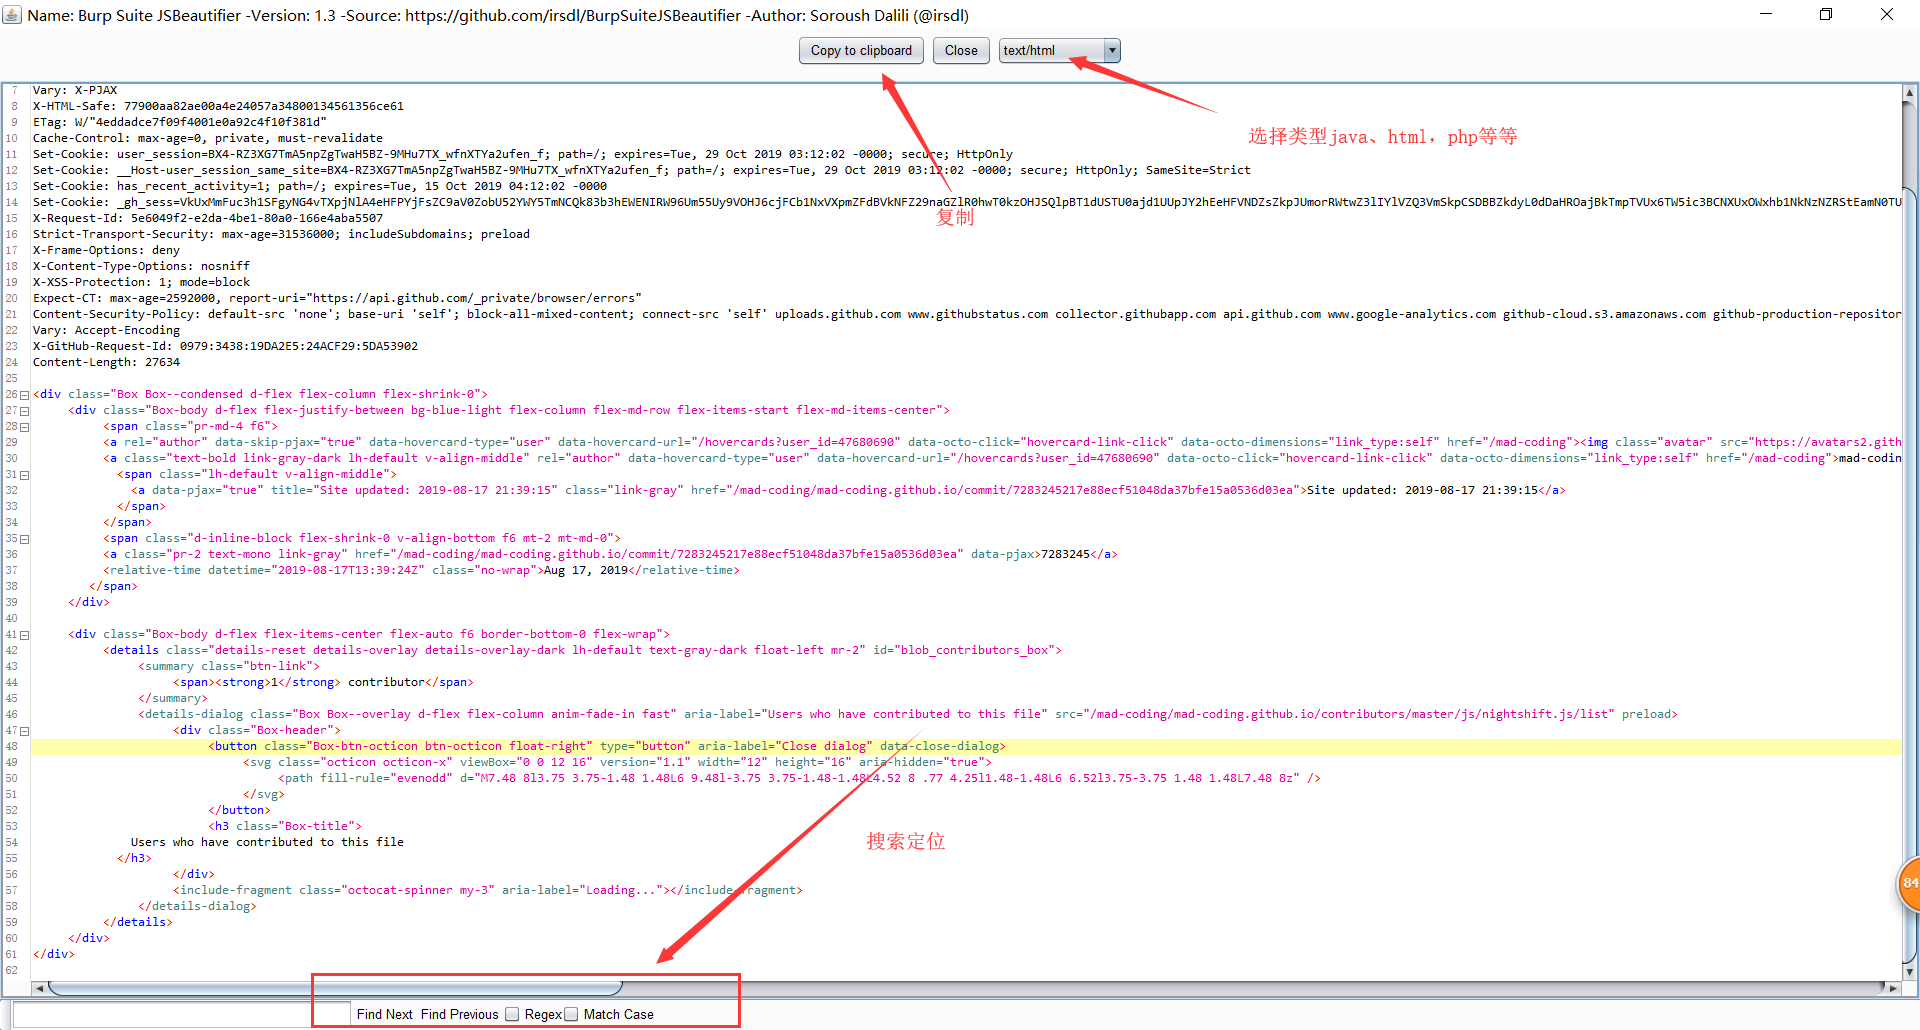 Name: Burp Suite JSBeautifier -Version: 1.3 -Source: https://github.com/irsdl/BurpSuiteJSBeautifier -Author: Soroush Dalili (@irsdl)
Copy to clipboard Close text/html
7 Vary: X-PJAX
8 X-HTML-Safe: 77900aa82ae00a4e24057a34800134561356ce61
9 ETag: W/"4eddadce7f09f4001e0a92c4f10f381d"
选择类型java、html，php等等
10 Cache-Control: max-age=0, private, must-revalidate
11 Set-Cookie: user_session=BX4-RZ3XG7TmA5npZgTwaH5BZ-9MHu7TX_wfnXTYa2ufen_f; path=/; expires=Tue, 29 Oct 2019 03:12:02 -0000; secure; HttpOnly
12 Set-Cookie: __Host-user_session_same_site=BX4-RZ3XG7TmA5npZgTwaH5BZ-9MHu7TX_wfnXTYa2ufen_f; path=/; expires=Tue, 29 Oct 2019 03:12:02 -0000; secure; HttpOnly; SameSite=Strict
13 Set-Cookie: has_recent_activity=1; path=/; expires=Tue, 15 Oct 2019 04:12:02 -0000
14 Set-Cookie:
15 X-Request-Id: 5e6049f2-e2da-4be1-80a0-166e4aba5507
复制
16 Strict-Transport-Security: max-age=31536000; includeSubdomains; preload
17 X-Frame-Options: deny
18 X-Content-Type-Options: nosniff
19 X-XSS-Protection: 1; mode=block
20 Expect-CT: max-age=2592000, report-uri="https://api.github.com/_private/browser/errors"
21 Content-Security-Policy: default-src 'none'; base-uri 'self'; block-all-mixed-content; connect-src 'self' uploads.github.com www.githubstatus.com collector.githubapp.com api.github.com www.google-analytics.com github-cloud.s3.amazonaws.com github-production-repositor
22 Vary: Accept-Encoding
23 X-GitHub-Request-Id: 0979:3438:19DA2E5:24ACF29:5DA53902
24 Content-Length: 27634
25
26 <div class="Box Box--condensed d-flex flex-column flex-shrink-0">
27 <div class="Box-body d-flex flex-justify-between bg-blue-light flex-column flex-md-row flex-items-start flex-md-items-center">
28 <span class="pr-md-4 f6">
29 <a rel="author" data-skip-pjax="true" data-hovercard-type="user" data-hovercard-url="/hovercards?user_id=47680690" data-octo-click="hovercard-link-click" data-octo-dimensions="link_type:self" href="/mad-coding"><img class="avatar" src="https://avatars2.gith
30 <a class="text-bold link-gray-dark lh-default v-align-middle" rel="author" data-hovercard-type="user" data-hovercard-url="/hovercards?user_id=47680690" data-octo-click="hovercard-link-click" data-octo-dimensions="link_type:self" href="/mad-coding">mad-codin
31 <span class="lh-default v-align-middle">
32 <a data-pjax="true" title="Site updated: 2019-08-17 21:39:15" class="link-gray" href="/mad-coding/mad-coding.github.io/commit/7283245217e88ecf51048da37bfe15a0536d03ea">Site updated: 2019-08-17 21:39:15</a>
33 </span>
34 </span>
35 <span class="d-inline-block flex-shrink-0 v-align-bottom f6 mt-2 mt-md-0">
36 <a class="pr-2 text-mono link-gray" href="/mad-coding/mad-coding.github.io/commit/7283245217e88ecf51048da37bfe15a0536d03ea" data-pjax>7283245</a>
37 <relative-time datetime="2019-08-17T13:39:24Z" class="no-wrap">Aug 17, 2019</relative-time>
38 </span>
39 </div>
40
41 <div class="Box-body d-flex flex-items-center flex-auto f6 border-bottom-0 flex-wrap">
42 <details class="details-reset details-overlay details-overlay-dark lh-default text-gray-dark float-left mr-2" id="blob_contributors_box">
43 <summary class="btn-link">
44 <span><strong>1</strong> contributor</span>
45 </summary>
46 <details-dialog class="Box Box--overlay d-flex flex-column anim-fade-in fast" aria-label="Users who have contributed to this file" src="/mad-coding/mad-coding.github.io/contributors/master/js/nightshift.js/list" preload>
47 <div class="Box-header">
48 <button class="Box-btn-octicon btn-octicon float-right" type="button" aria-label="Close dialog" data-close-dialog>
49 <svg class="octicon octicon-x" viewBox="0 0 12 16" version="1.1" width="12" height="16" aria-hidden="true">
50 <path fill-rule="evenodd" d="M7.48 8l3.75 3.75-1.48 1.48L6 9.48l-3.75 3.75-1.48-1.48L4.52 8 .77 4.25l1.48-1.48L6 6.52l3.75-3.75 1.48 1.48L7.48 8z" />
51 </svg>
52 </button>
53 <h3 class="Box-title">
54 Users who have contributed to this file
搜索定位
55 </h3>
56 </div>
57 <include-fragment class="octocat-spinner my-3" aria-label="Loading..."></include-fragment>
58 </details-dialog>
84
59 </details>
60 </div>
61 </div>
62
Find Next Find Previous Regex Match Case